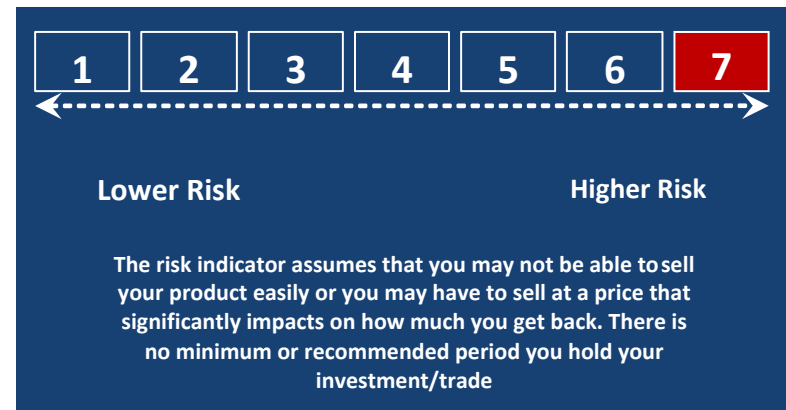 1 2 3 4 5 6 7
Lower Risk Higher Risk
The risk indicator assumes that you may not be able to sell
your product easily or you may have to sell at a price that
significantly impacts on how much you get back. There is
no minimum or recommended period you hold your
investment/trade